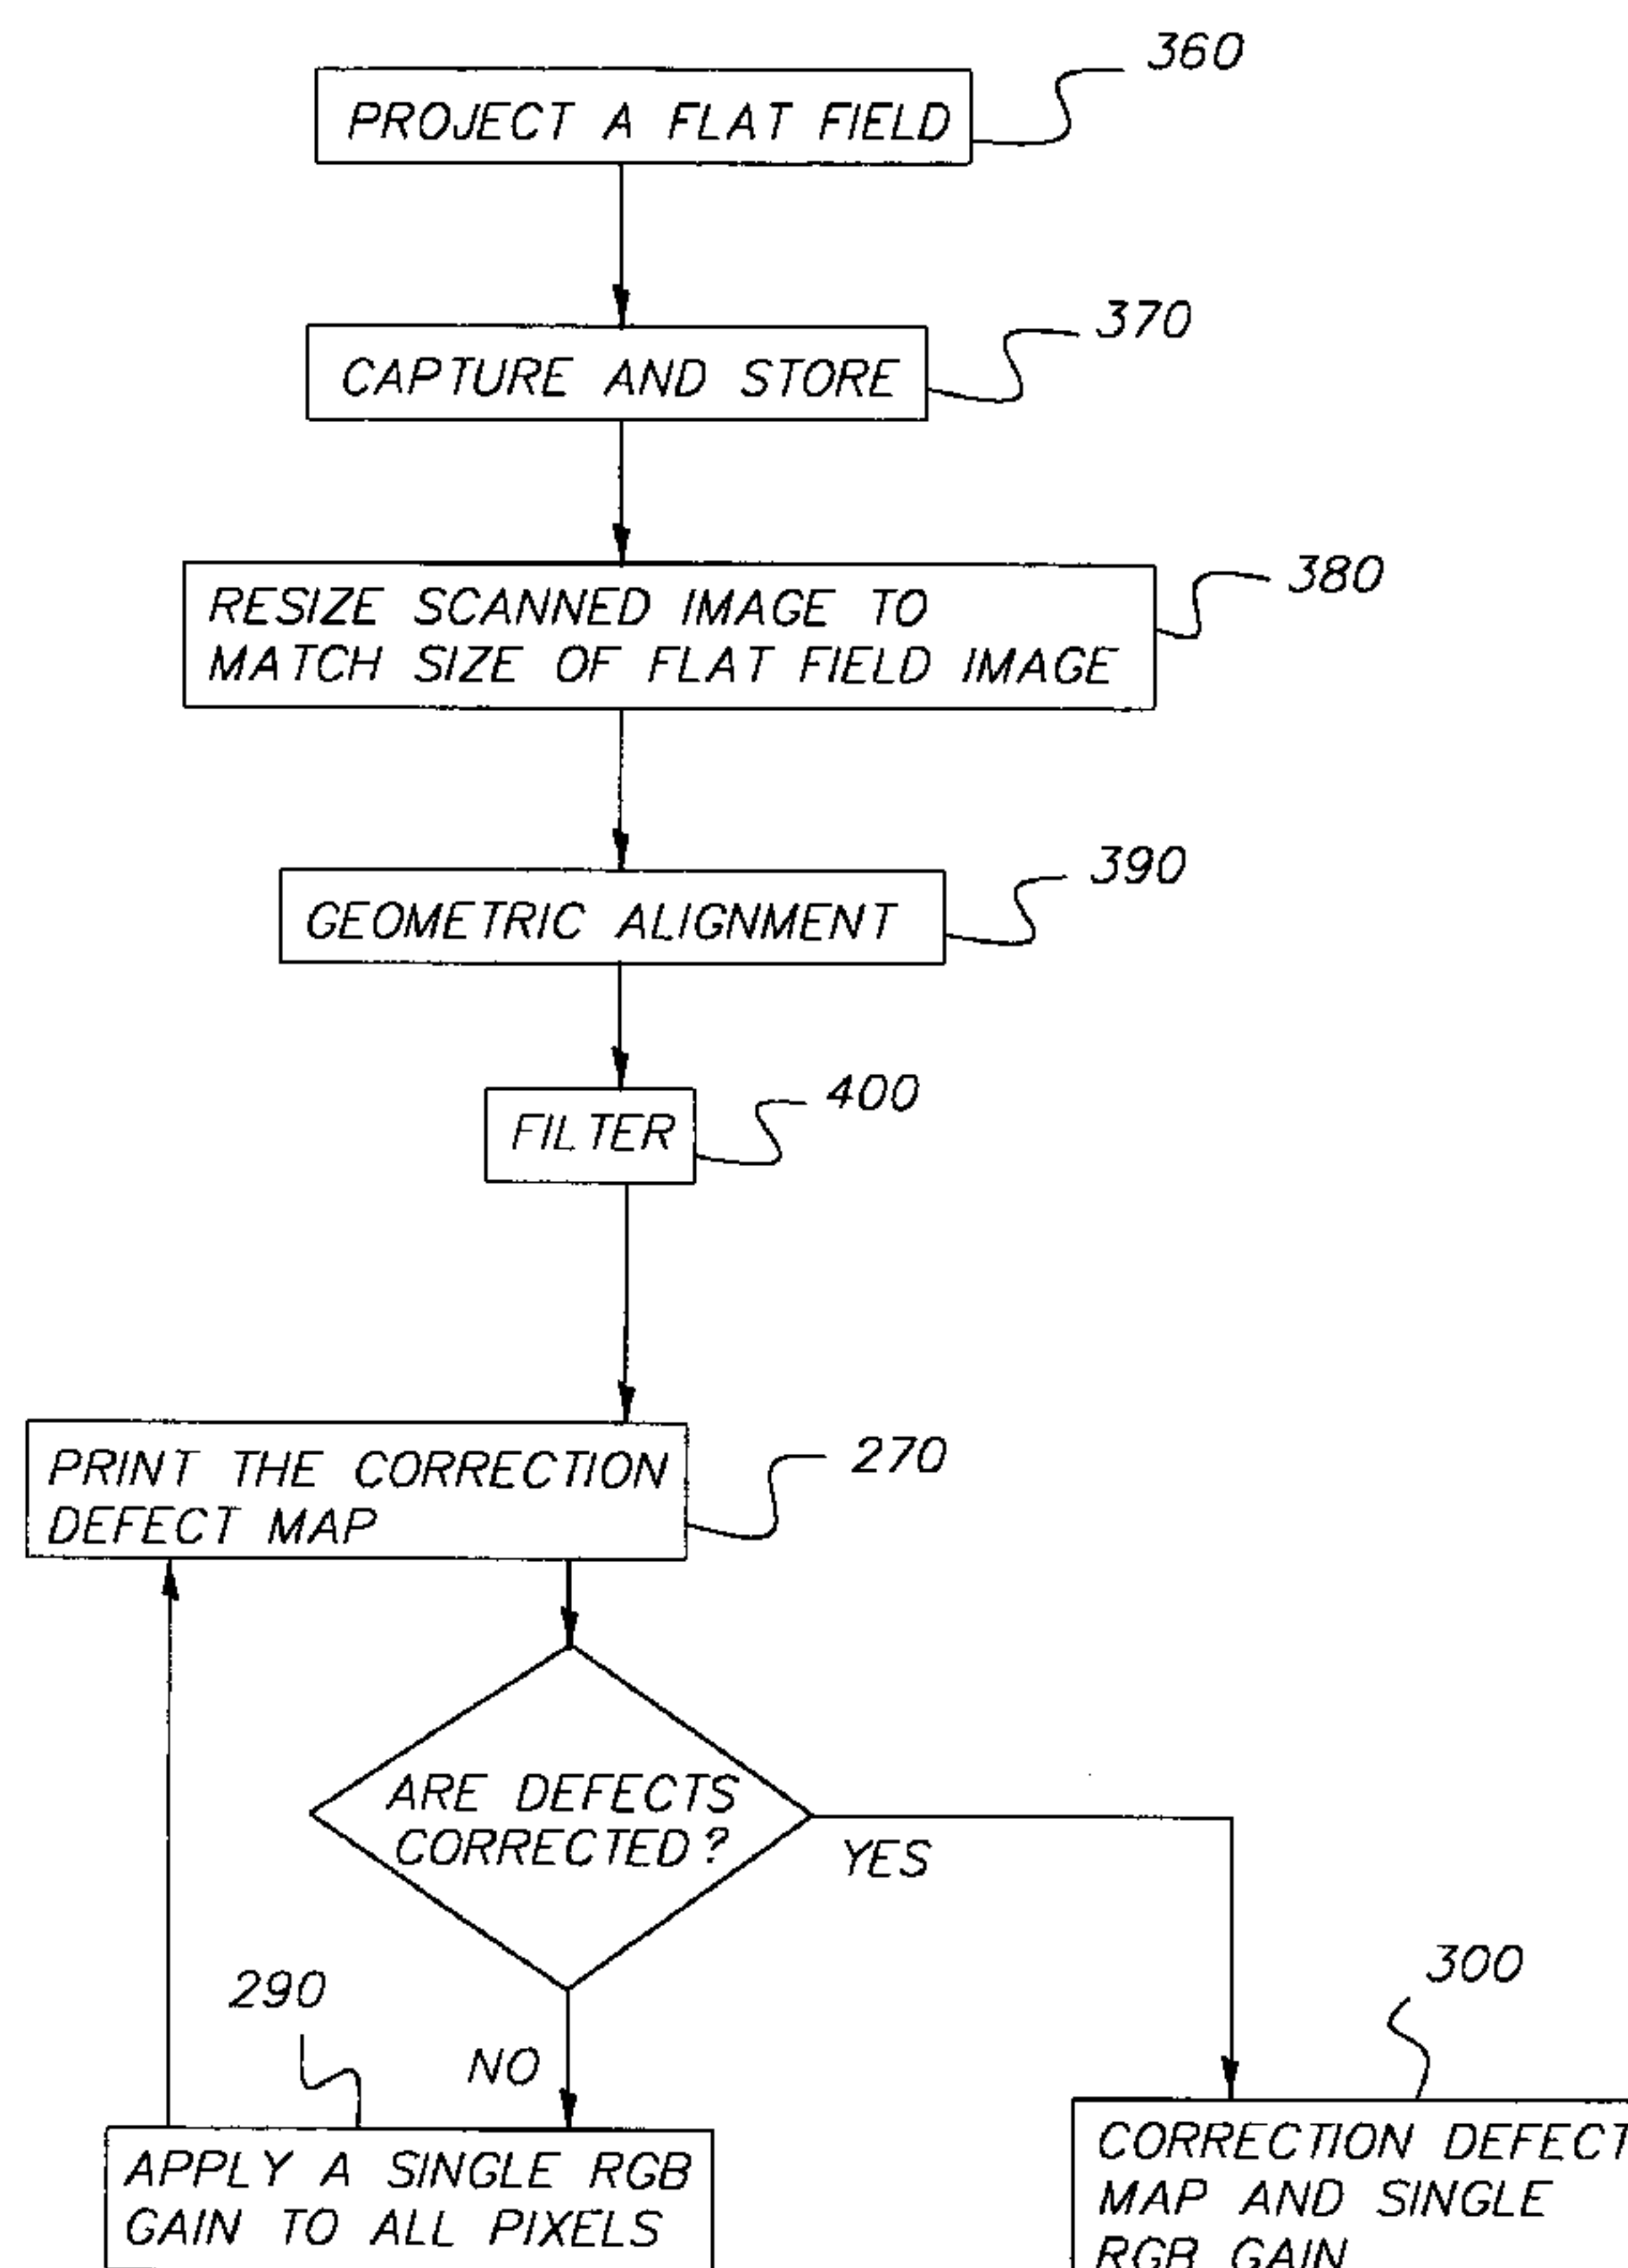 360
PROJECT A FLAT FIELD
370
CAPTURE AND STORE
380
RESIZE SCANNED IMAGE TO
MATCH SIZE OF FLAT FIELD IMAGE
390
GEOMETRIC ALIGNMENT
400
FILTER
270
PRINT THE CORRECTION
DEFECT MAP
ARE DEFECTS
CORRECTED?
YES
300
290
NO
APPLY A SINGLE RGB
GAIN TO ALL PIXELS
CORRECTION DEFECT
MAP AND SINGLE
RGB GAIN